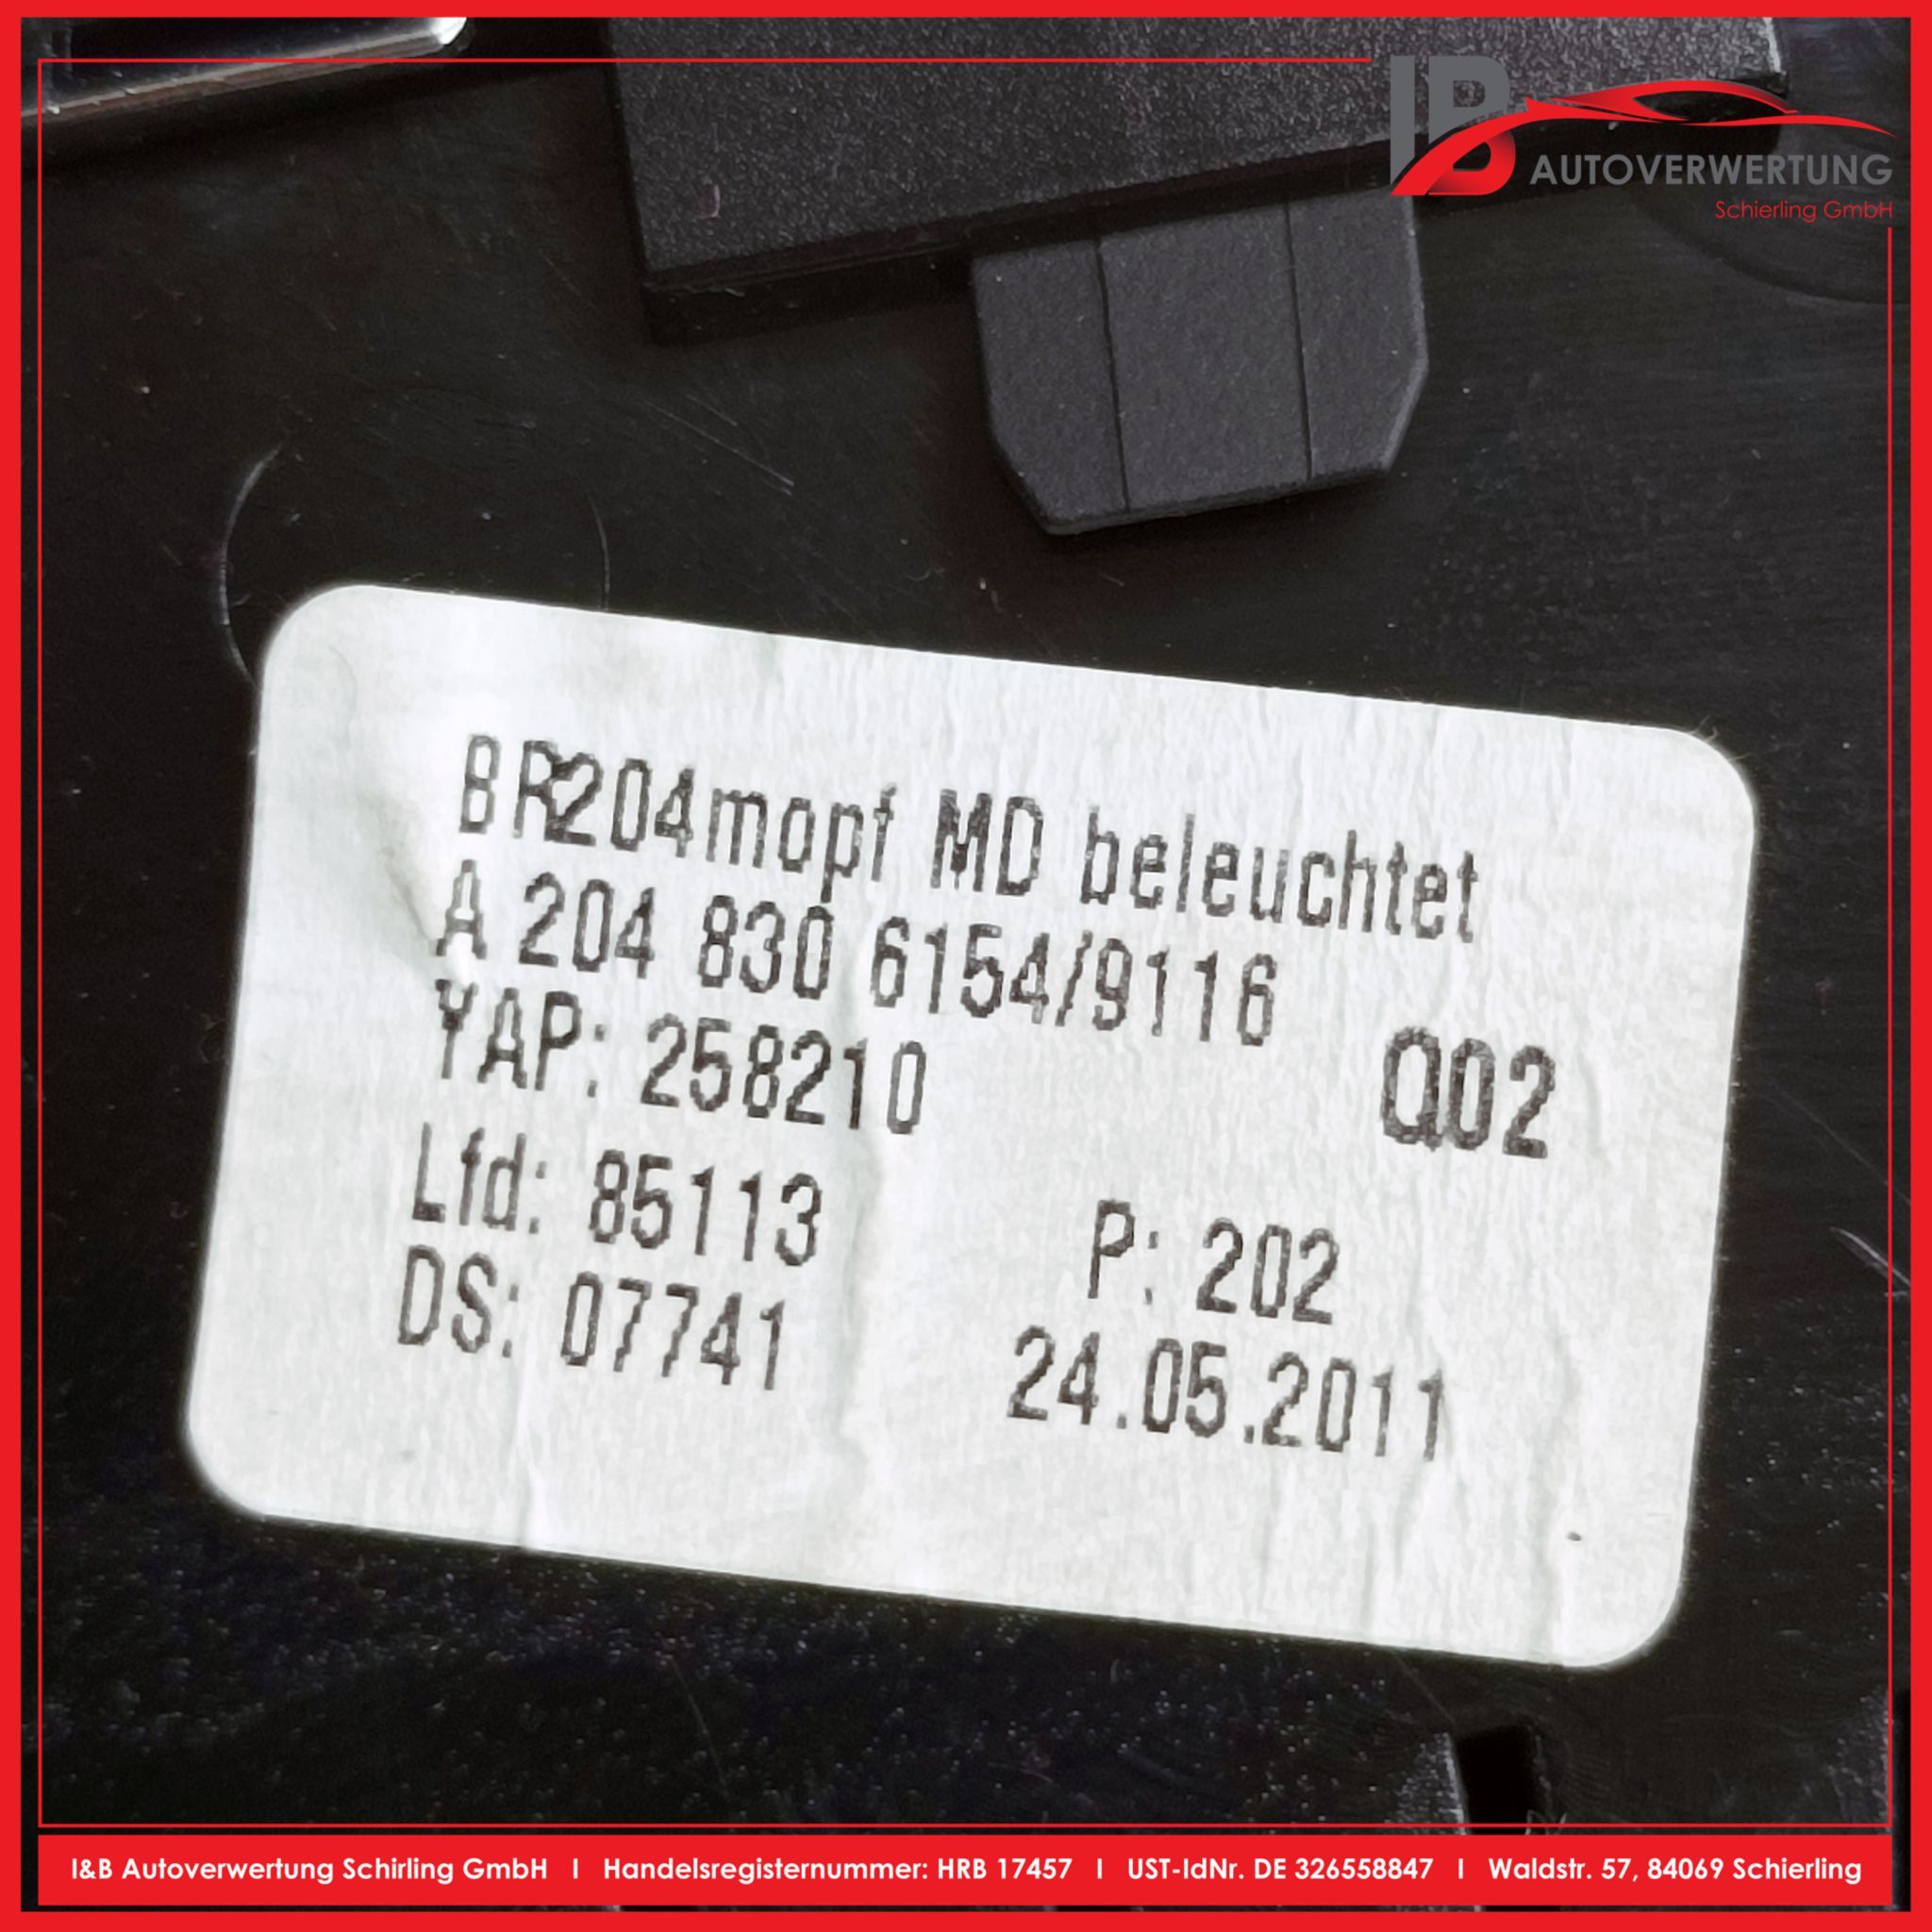 IB
AUTOVERWERTUNG
Schierling GmbH
BR204mopf MD beleuchtet
A 204 830 6154/9116
YAP: 258210 Q02
Lfd: 85113 P: 202
DS: 07741 24.05.2011
I&B Autoverwertung Schirling GmbH I Handelsregisternummer: HRB 17457 I UST-IdNr. DE 326558847 I Waldstr. 57, 84069 Schierling